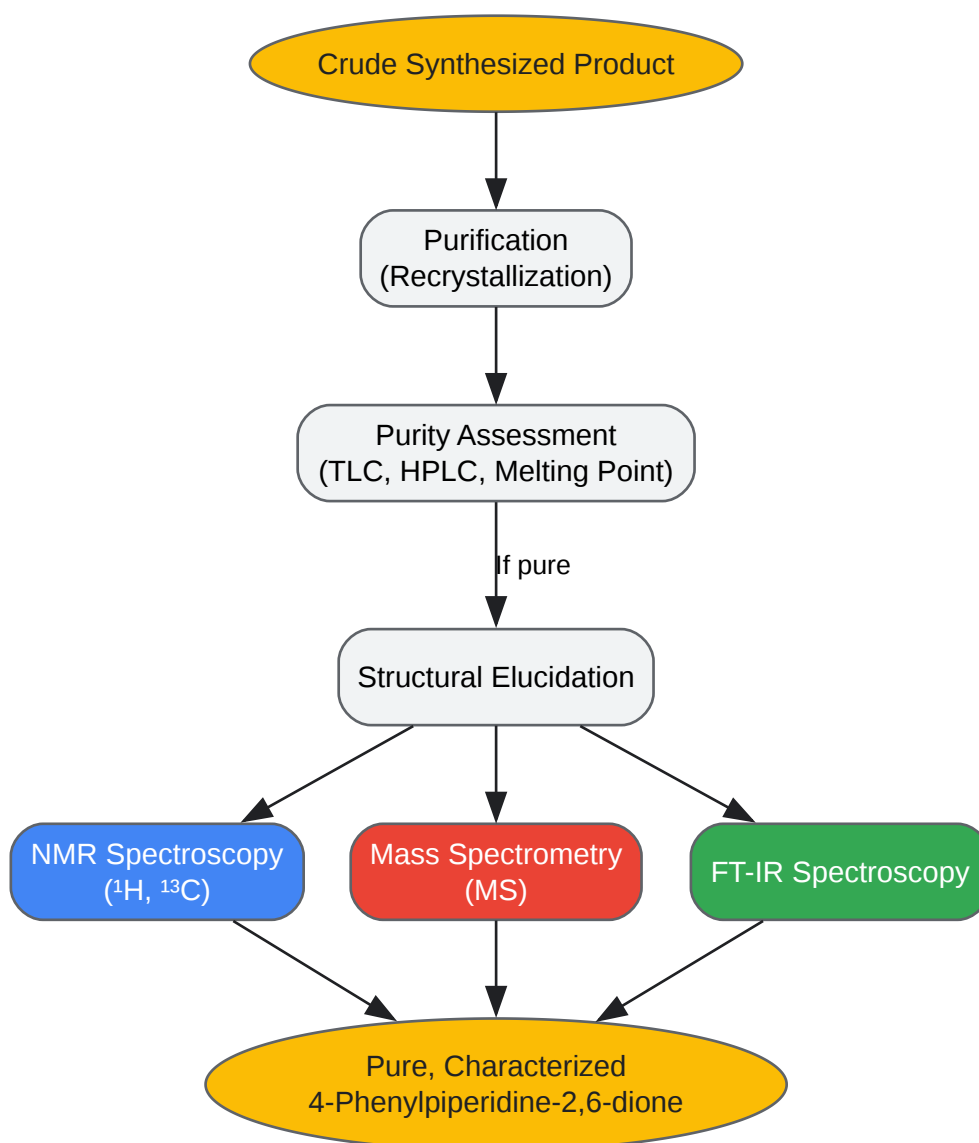 Crude Synthesized Product
Purification
(Recrystallization)
Purity Assessment
(TLC, HPLC, Melting Point)
If pure
Structural Elucidation
NMR Spectroscopy
(¹H, ¹³C)
Mass Spectrometry
(MS)
FT-IR Spectroscopy
Pure, Characterized
4-Phenylpiperidine-2,6-dione